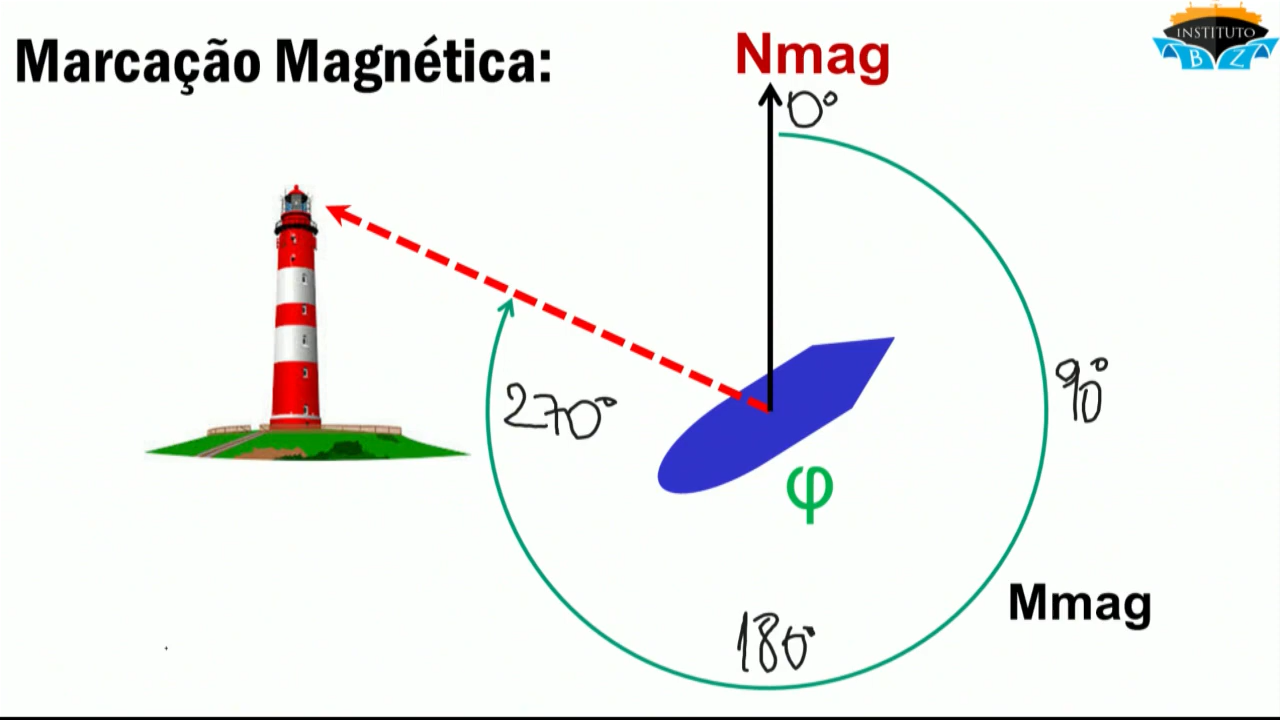 Marcação Magnética:
Nmag
INSTITUTO
B Z
0°
90°
270°
φ
Mmag
180°